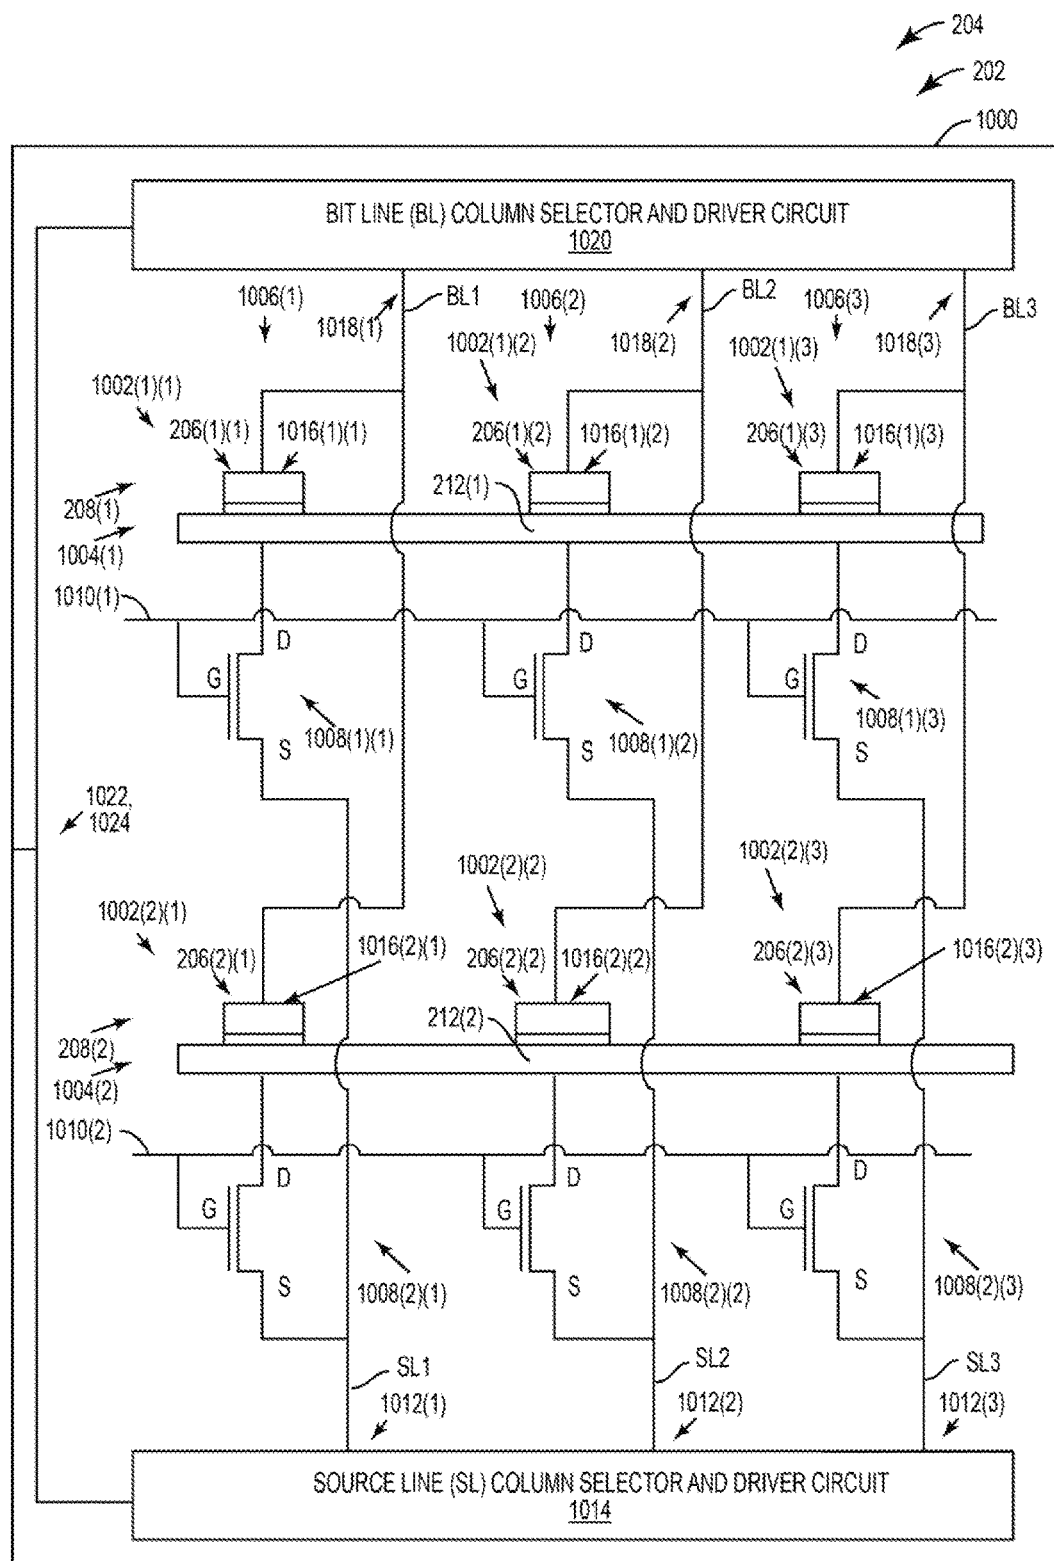 204
202
1000
BIT LINE (BL) COLUMN SELECTOR AND DRIVER CIRCUIT
1020
1006(1)
1018(1)
BL1
1006(2)
1018(2)
BL2
1006(3)
1018(3)
BL3
1002(1)(1)
1002(1)(2)
1002(1)(3)
206(1)(1)
1016(1)(1)
206(1)(2)
1016(1)(2)
206(1)(3)
1016(1)(3)
208(1)
212(1)
1004(1)
1010(1)
D
D
D
G
G
G
S
S
S
1008(1)(1)
1008(1)(2)
1008(1)(3)
1022,
1024
1002(2)(1)
1002(2)(2)
1002(2)(3)
206(2)(1)
1016(2)(1)
206(2)(2)
1016(2)(2)
206(2)(3)
1016(2)(3)
208(2)
212(2)
1004(2)
1010(2)
D
D
D
G
G
G
S
S
S
1008(2)(1)
1008(2)(2)
1008(2)(3)
SL1
SL2
SL3
1012(1)
1012(2)
1012(3)
SOURCE LINE (SL) COLUMN SELECTOR AND DRIVER CIRCUIT
1014